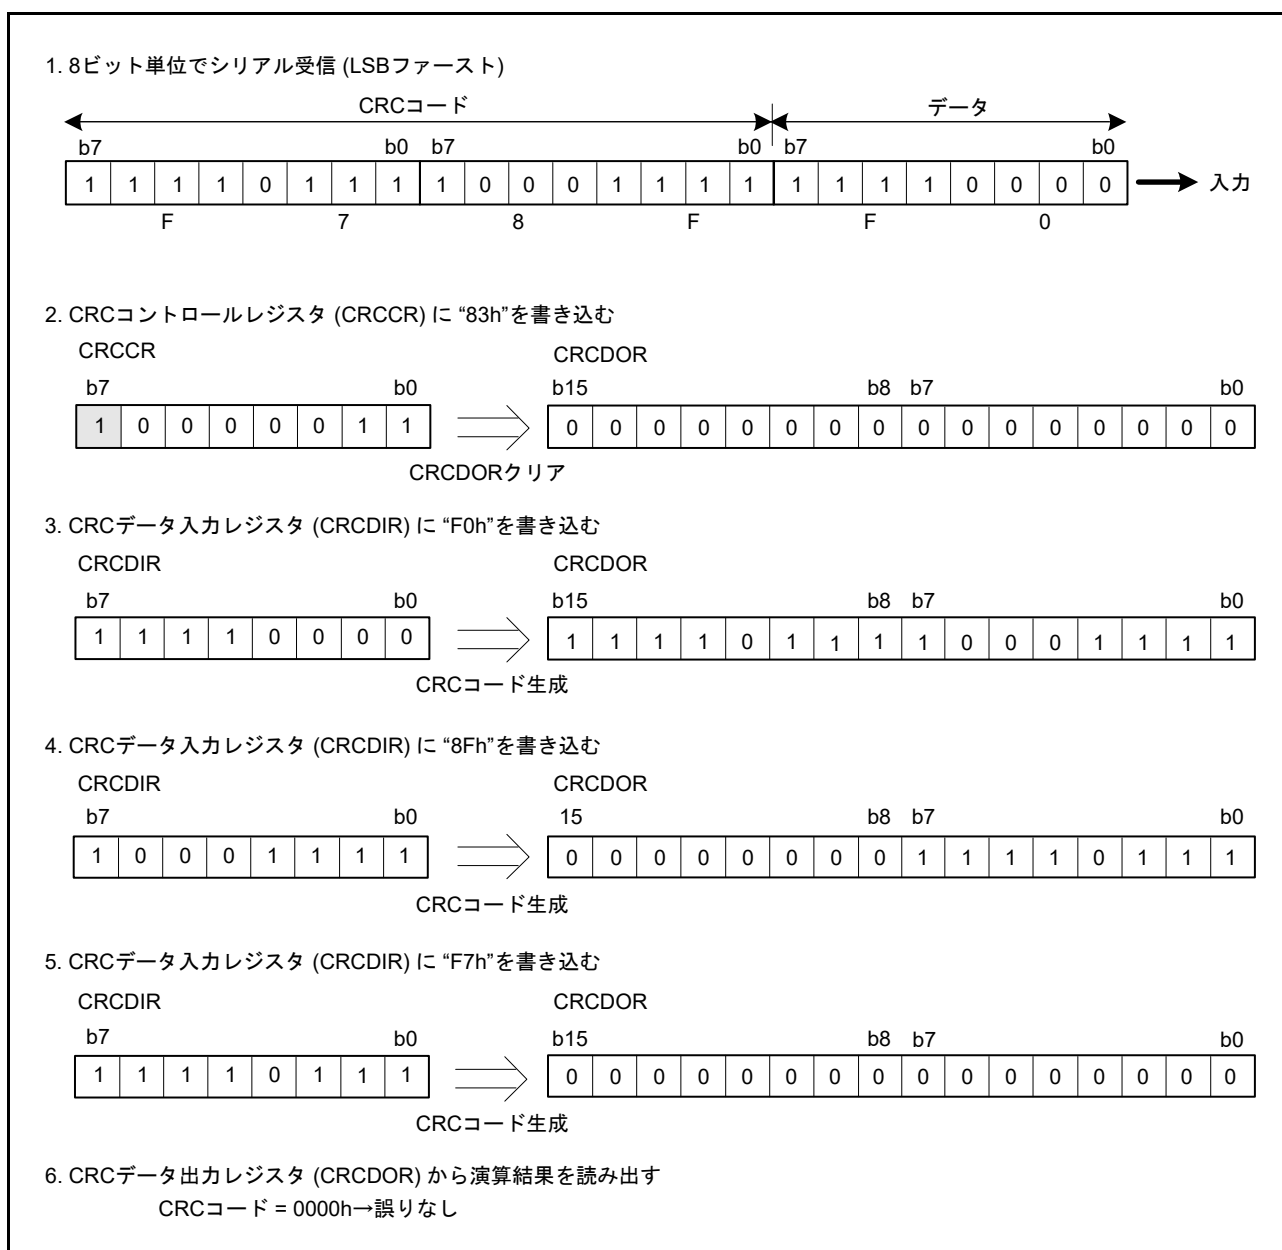 1. 8ビット単位でシリアル受信 (LSBファースト)
CRCコード データ
b7 b0 b7 b0 b7 b0
1 1 1 1 0 1 1 1 1 0 0 0 1 1 1 1 1 1 1 1 0 0 0 0 入力
F 7 8 F F 0
2. CRCコントロールレジスタ (CRCCR) に “83h”を書き込む
CRCCR CRCDOR
b7 b0 b15 b8 b7 b0
1 0 0 0 0 0 1 1 0 0 0 0 0 0 0 0 0 0 0 0 0 0 0 0
CRCDORクリア
3. CRCデータ入力レジスタ (CRCDIR) に “F0h”を書き込む
CRCDIR CRCDOR
b7 b0 b15 b8 b7 b0
1 1 1 1 0 0 0 0 1 1 1 1 0 1 1 1 1 0 0 0 1 1 1 1
CRCコード生成
4. CRCデータ入力レジスタ (CRCDIR) に “8Fh”を書き込む
CRCDIR CRCDOR
b7 b0 15 b8 b7 b0
1 0 0 0 1 1 1 1 0 0 0 0 0 0 0 0 1 1 1 1 0 1 1 1
CRCコード生成
5. CRCデータ入力レジスタ (CRCDIR) に “F7h”を書き込む
CRCDIR CRCDOR
b7 b0 b15 b8 b7 b0
1 1 1 1 0 1 1 1 0 0 0 0 0 0 0 0 0 0 0 0 0 0 0 0
CRCコード生成
6. CRCデータ出力レジスタ (CRCDOR) から演算結果を読み出す
CRCコード = 0000h→誤りなし